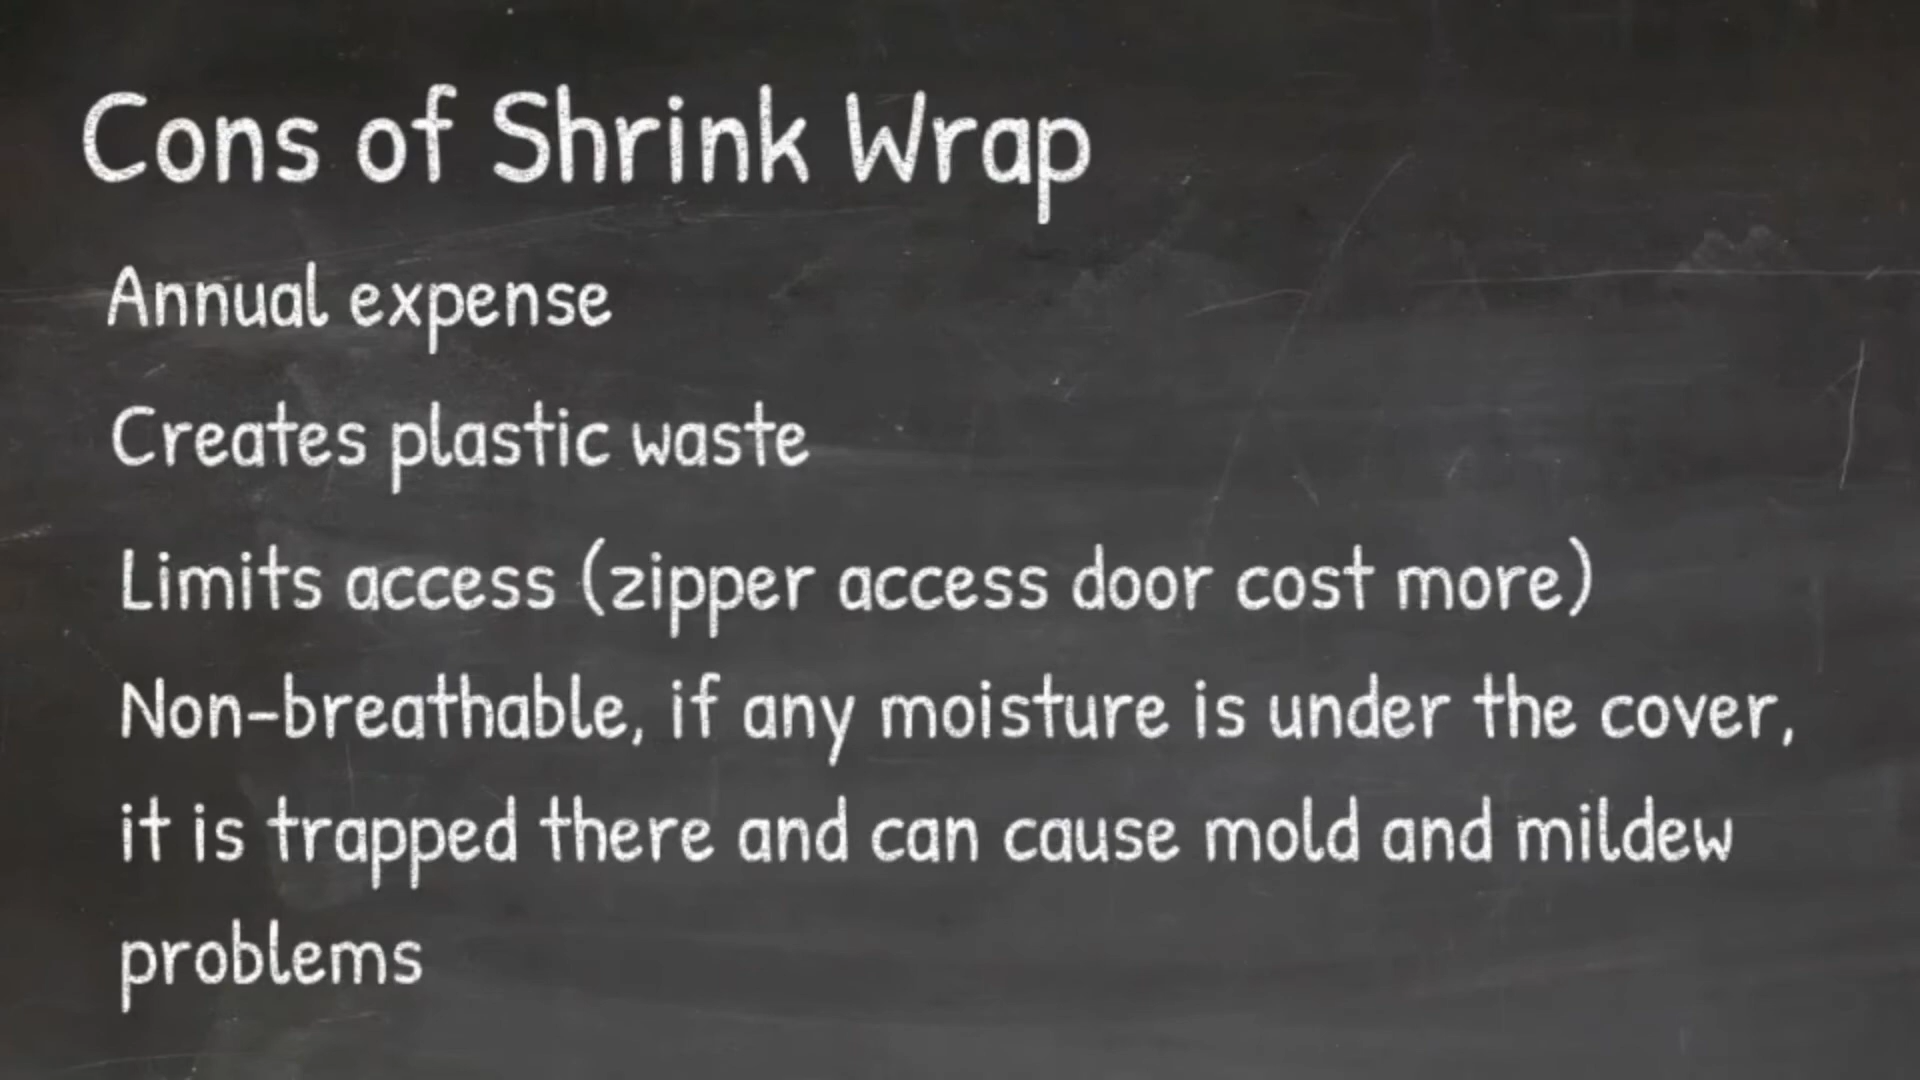 Cons of Shrink Wrap
Annual expense
Creates plastic waste
Limits access (zipper access door cost more)
Non-breathable, if any moisture is under the cover,
it is trapped there and can cause mold and mildew
problems